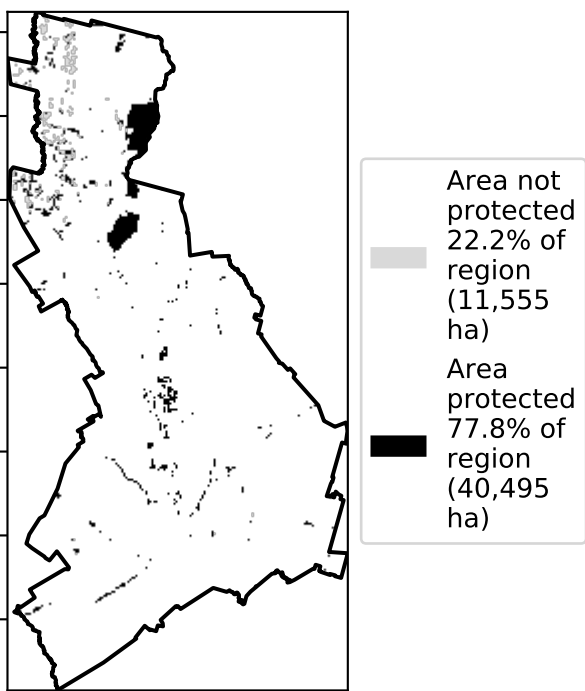 Area not
protected
22.2% of
region
(11,555
ha)
Area
protected
77.8% of
region
(40,495
ha)